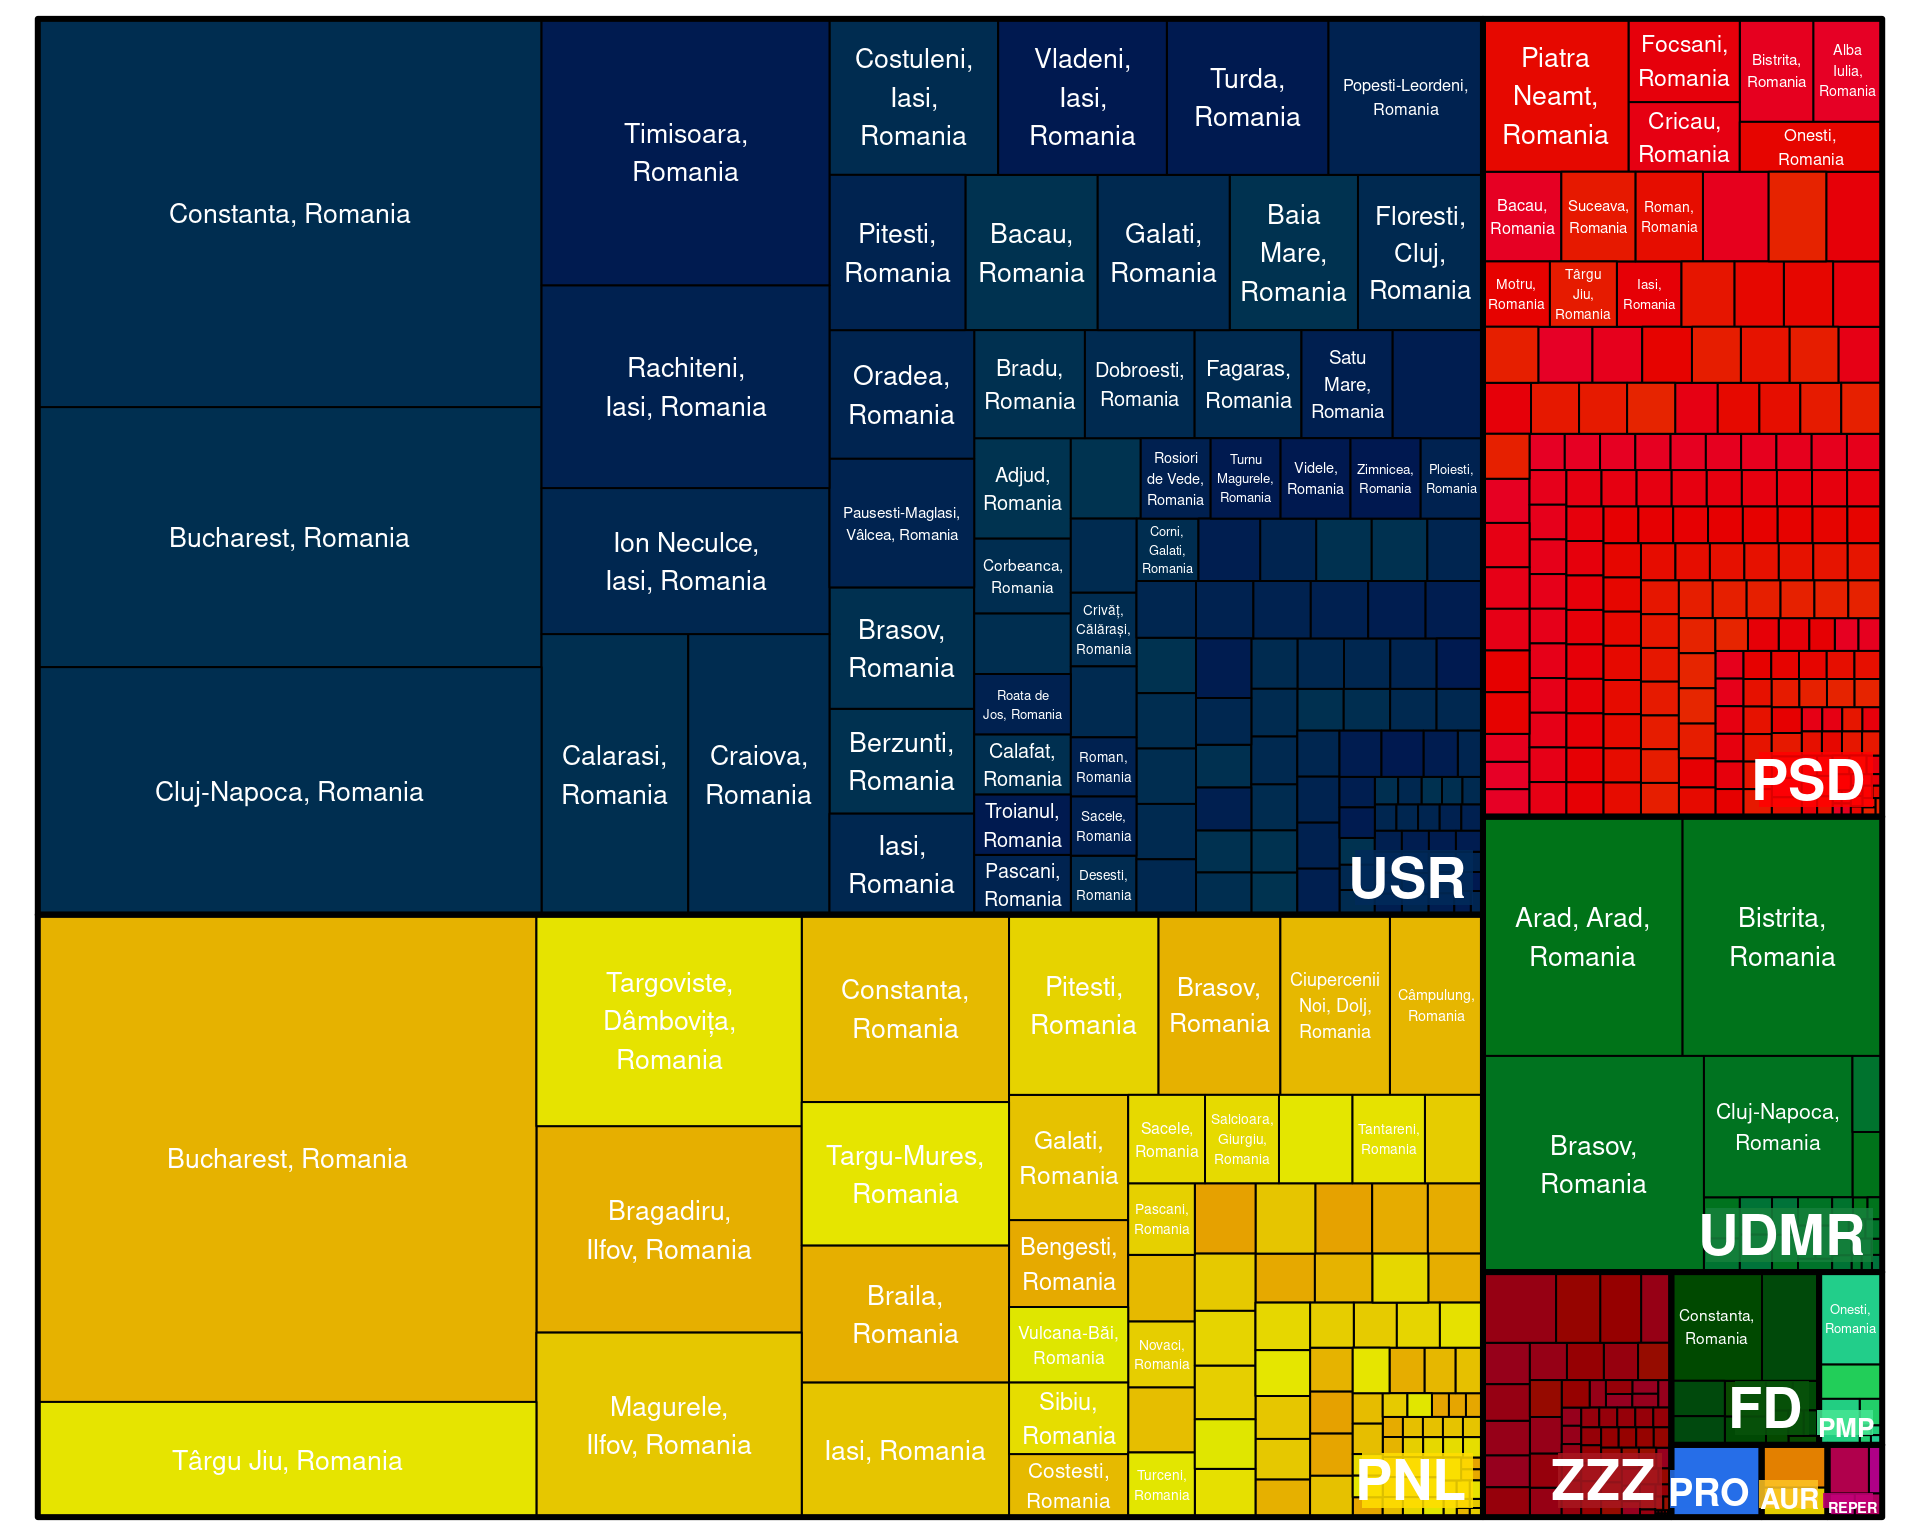 Constanta, Romania
Bucharest, Romania
Cluj-Napoca, Romania
Timisoara,
Romania
Rachiteni,
Iasi, Romania
Ion Neculce,
Iasi, Romania
Calarasi,
Romania
Craiova,
Romania
Costuleni,
Iasi,
Romania
Vladeni,
Iasi,
Romania
Turda,
Romania
Popesti-Leordeni,
Romania
Pitesti,
Romania
Bacau,
Romania
Galati,
Romania
Baia
Mare,
Romania
Floresti,
Cluj,
Romania
Oradea,
Romania
Pausesti-Maglasi,
Vâlcea, Romania
Brasov,
Romania
Berzunti,
Romania
Iasi,
Romania
Bradu,
Romania
Dobroesti,
Romania
Fagaras,
Romania
Satu
Mare,
Romania
Adjud,
Romania
Corbeanca,
Romania
Roata de
Jos, Romania
Calafat,
Romania
Troianul,
Romania
Pascani,
Romania
Rosiori
de Vede,
Romania
Turnu
Magurele,
Romania
Videle,
Romania
Zimnicea,
Romania
Ploiesti,
Romania
Corni,
Galati,
Romania
Crivăț,
Călărași,
Romania
Roman,
Romania
Sacele,
Romania
Desesti,
Romania
USR
Piatra
Neamt,
Romania
Focsani,
Romania
Cricau,
Romania
Bistrita,
Romania
Alba
Iulia,
Romania
Onesti,
Romania
Bacau,
Romania
Suceava,
Romania
Roman,
Romania
Motru,
Romania
Târgu
Jiu,
Romania
Iasi,
Romania
PSD
Bucharest, Romania
Târgu Jiu, Romania
Targoviste,
Dâmbovița,
Romania
Bragadiru,
Ilfov, Romania
Magurele,
Ilfov, Romania
Constanta,
Romania
Targu-Mures,
Romania
Braila,
Romania
Iasi, Romania
Pitesti,
Romania
Brasov,
Romania
Ciupercenii
Noi, Dolj,
Romania
Câmpulung,
Romania
Galati,
Romania
Bengesti,
Romania
Vulcana-Băi,
Romania
Sibiu,
Romania
Costesti,
Romania
Sacele,
Romania
Salcioara,
Giurgiu,
Romania
Tantareni,
Romania
Pascani,
Romania
Novaci,
Romania
Turceni,
Romania
PNL
Arad, Arad,
Romania
Bistrita,
Romania
Brasov,
Romania
Cluj-Napoca,
Romania
UDMR
ZZZ
Constanta,
Romania
FD
Onesti,
Romania
PMP
PRO
AUR
REPER